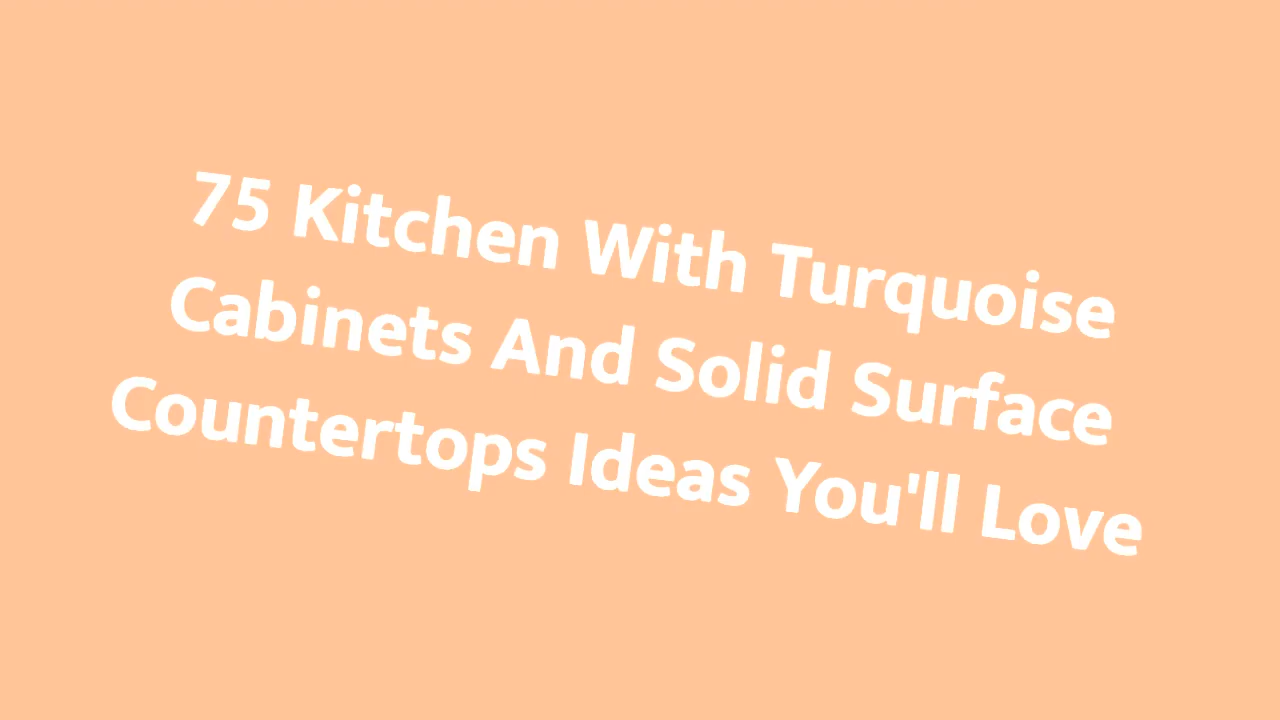 75 Kitchen With Turquoise
Cabinets And Solid Surface
Countertops Ideas You'll Love